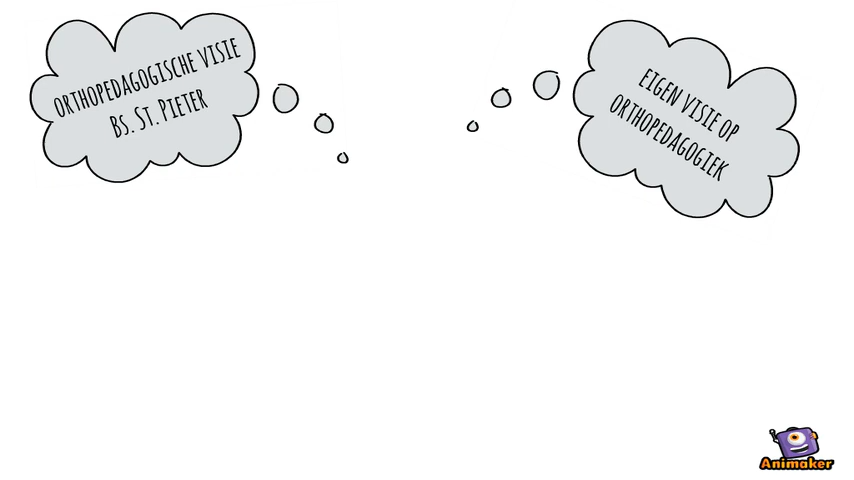 orthopedagogische visie
Bs. St. Pieter
eigen visie op
orthopedagogiek
Animaker